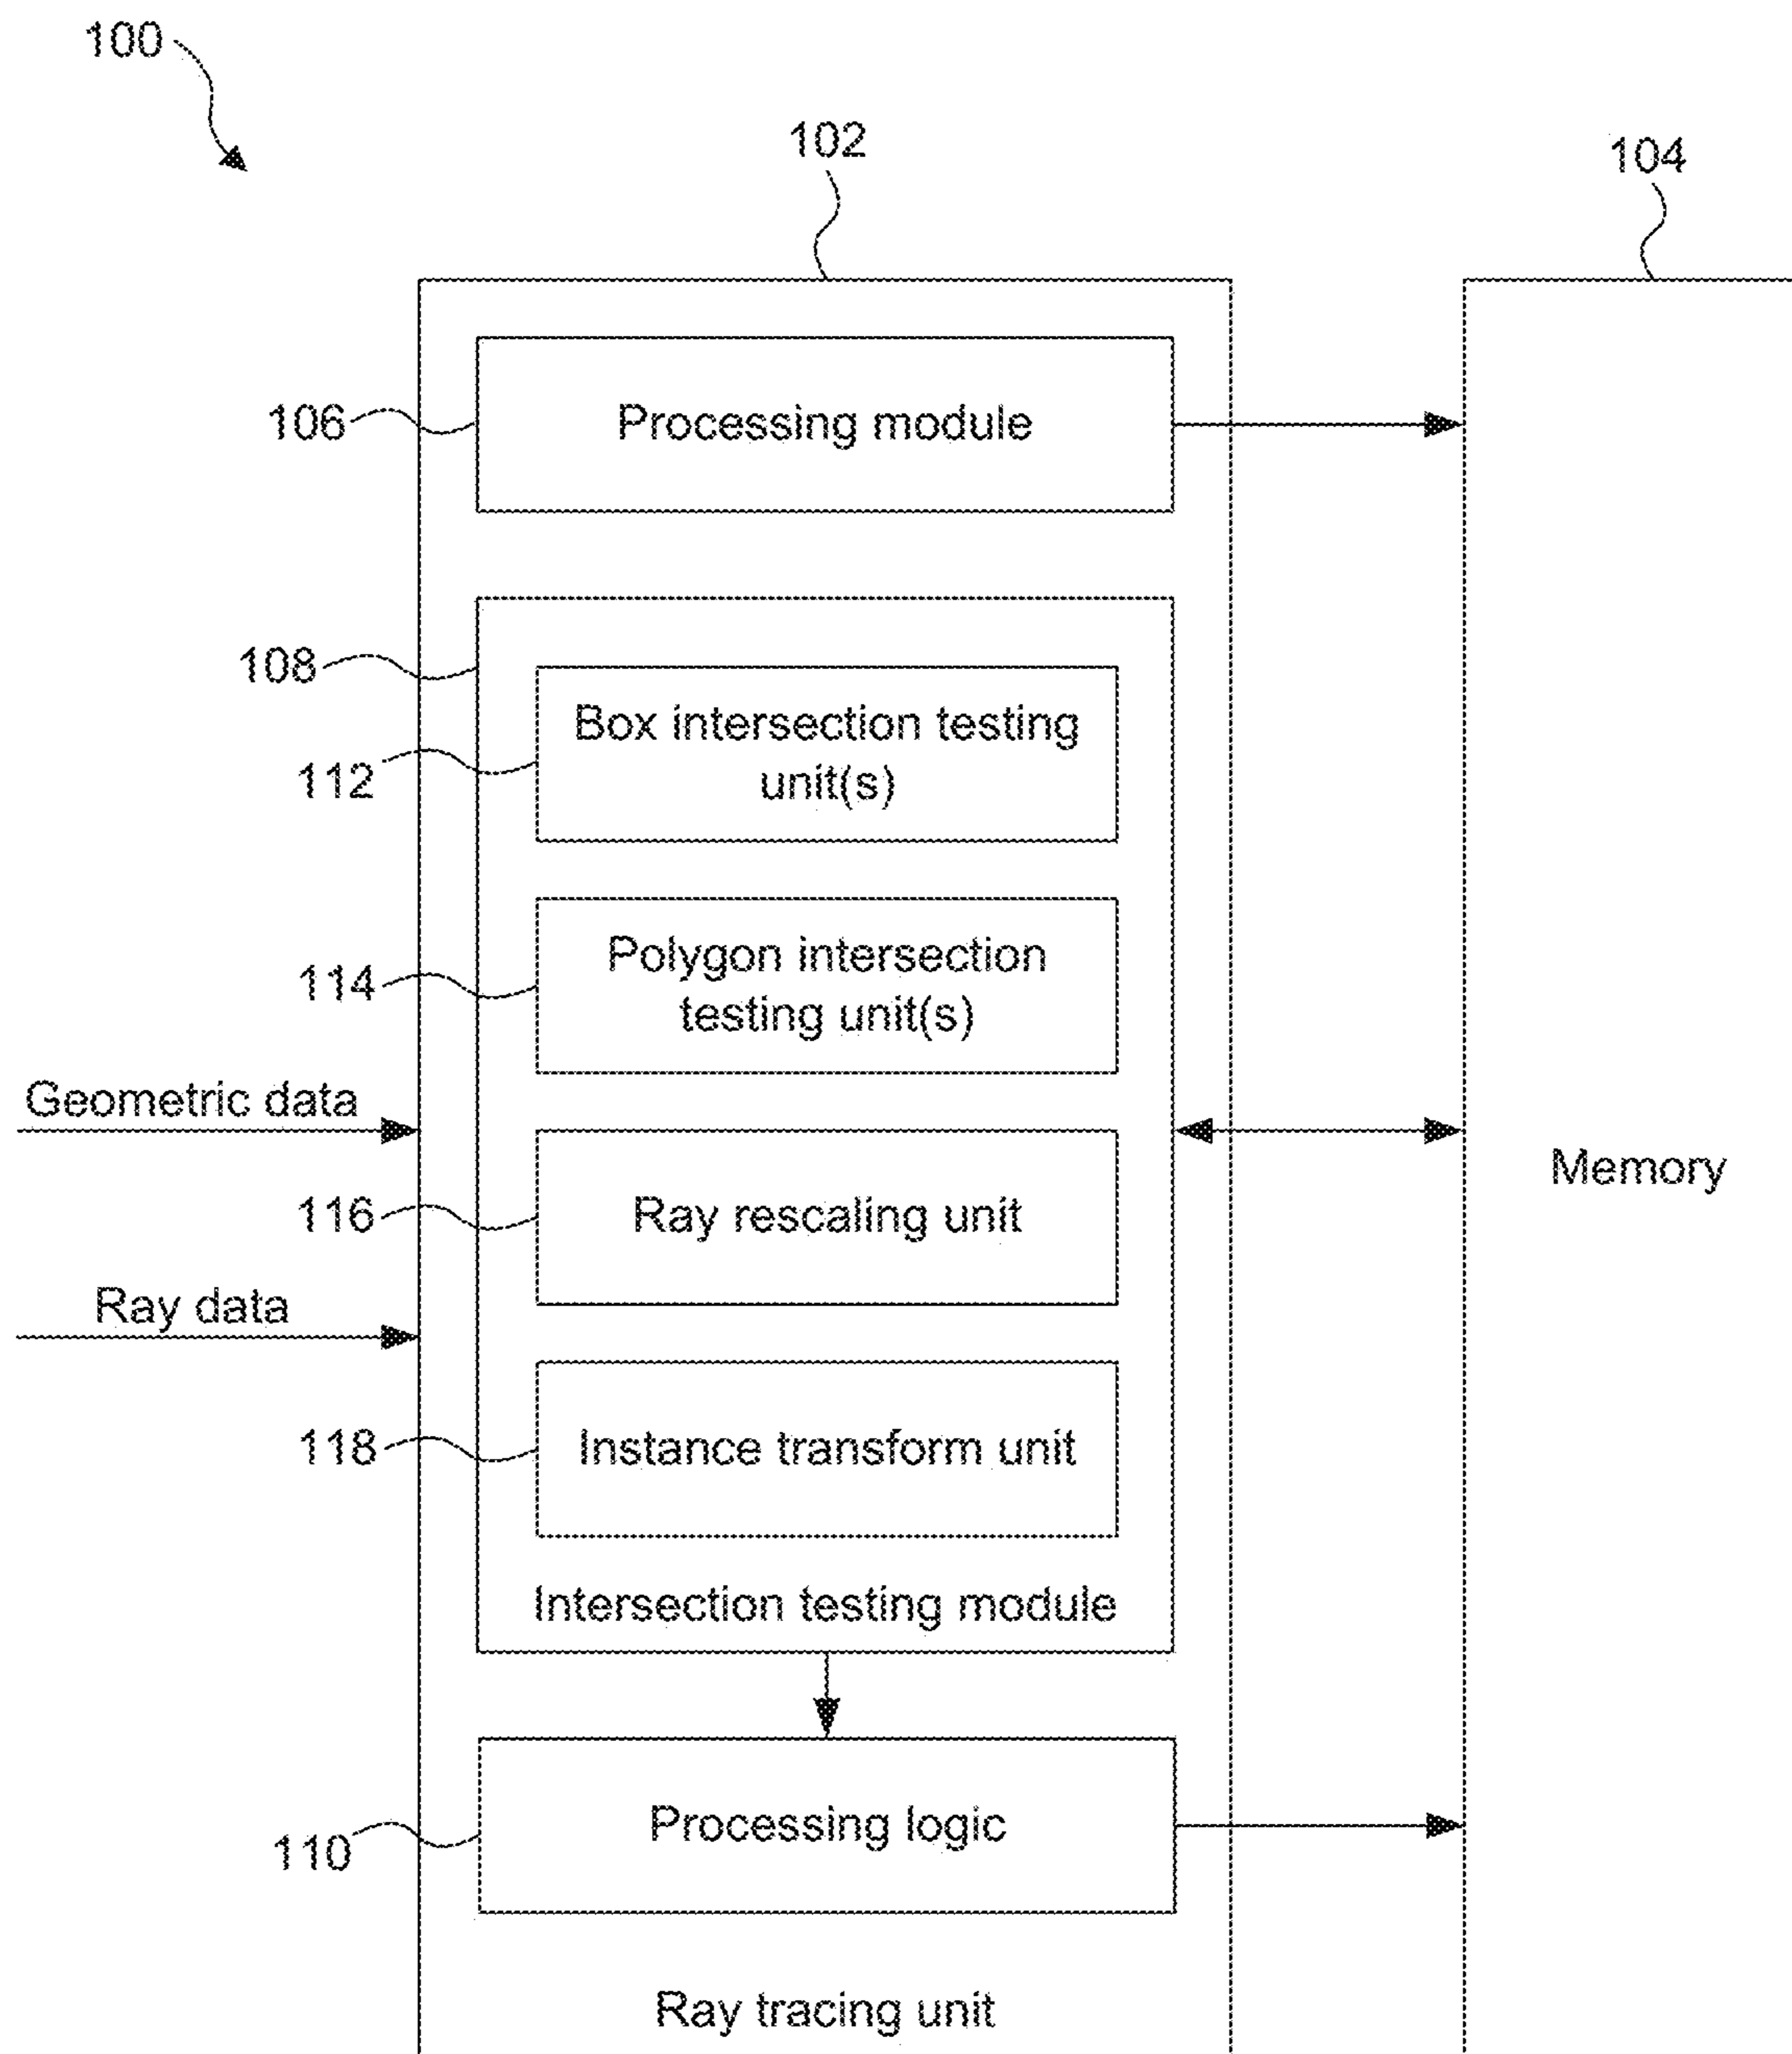 100
102
104
106
Processing module
108
Box intersection testing
unit(s)
112
Polygon intersection
testing unit(s)
114
Geometric data
Memory
116
Ray rescaling unit
Ray data
118
Instance transform unit
Intersection testing module
Processing logic
110
Ray tracing unit